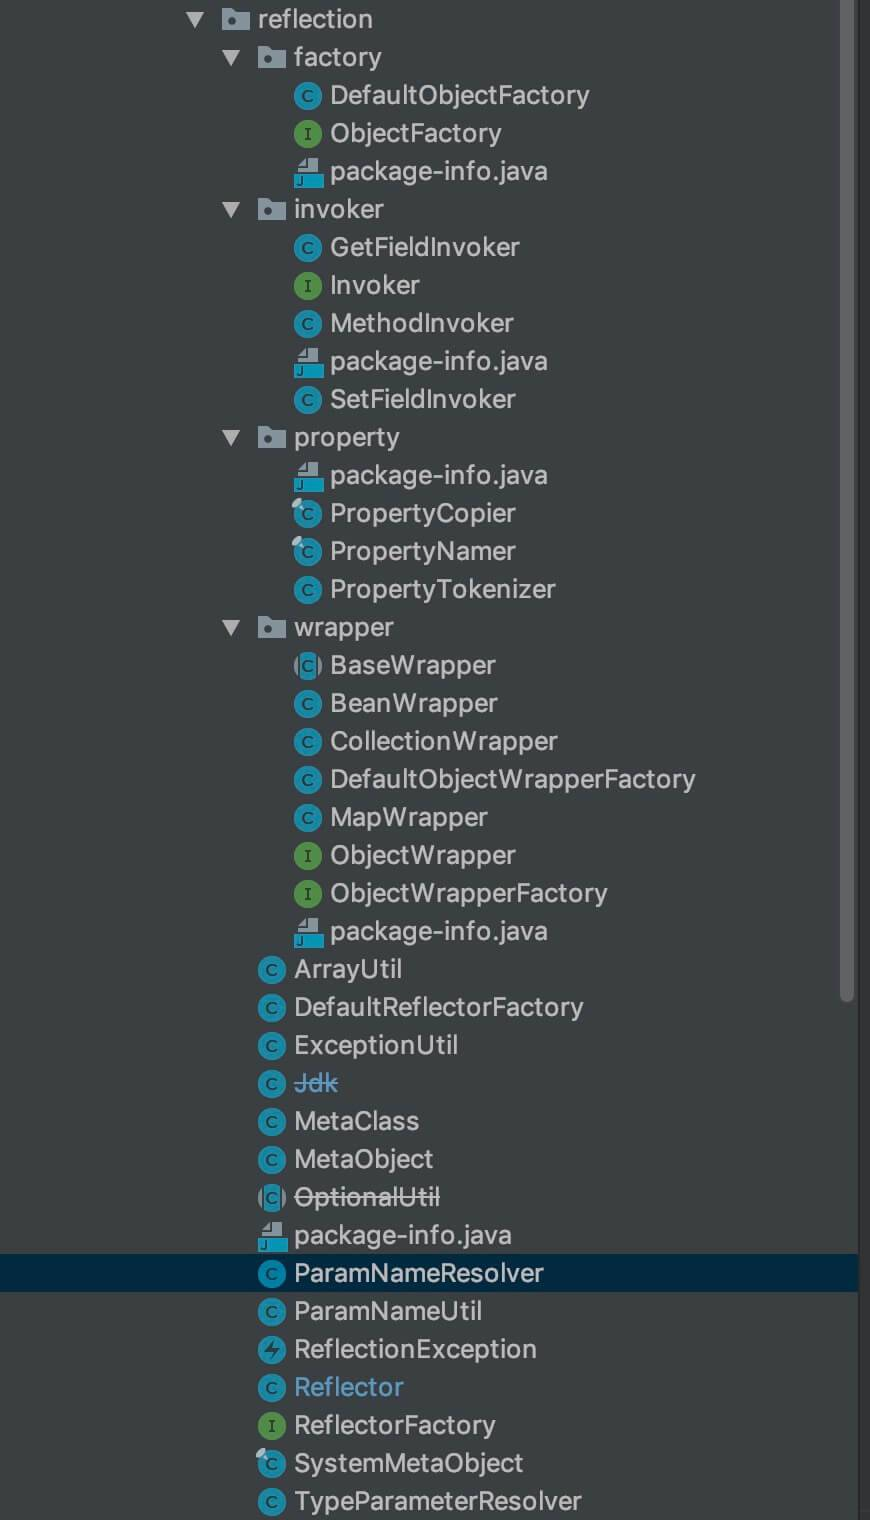 reflection
factory
DefaultObjectFactory
ObjectFactory
package-info.java
invoker
GetFieldInvoker
Invoker
MethodInvoker
package-info.java
SetFieldInvoker
property
package-info.java
PropertyCopier
PropertyNamer
PropertyTokenizer
wrapper
BaseWrapper
BeanWrapper
CollectionWrapper
DefaultObjectWrapperFactory
MapWrapper
ObjectWrapper
ObjectWrapperFactory
package-info.java
ArrayUtil
DefaultReflectorFactory
ExceptionUtil
Jdk
MetaClass
MetaObject
OptionalUtil
package-info.java
ParamNameResolver
ParamNameUtil
ReflectionException
Reflector
ReflectorFactory
SystemMetaObject
TypeParameterResolver